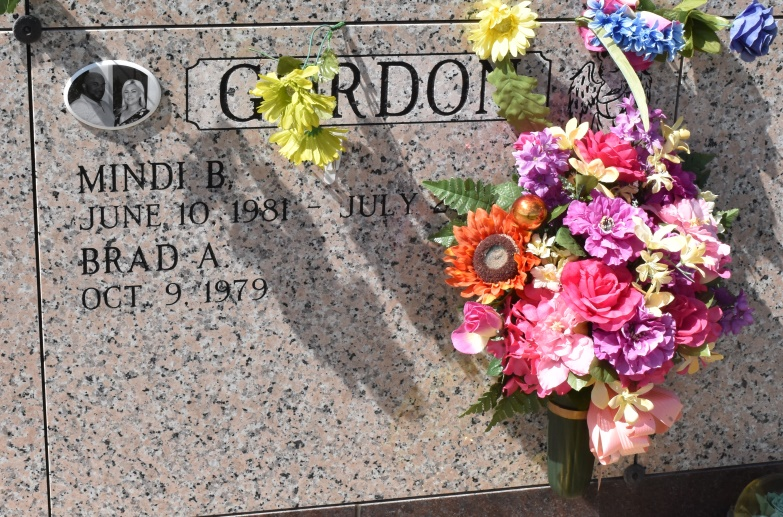 GORDON
MINDI B.
JUNE 10, 1981 - JULY
BRAD A.
OCT. 9, 1979